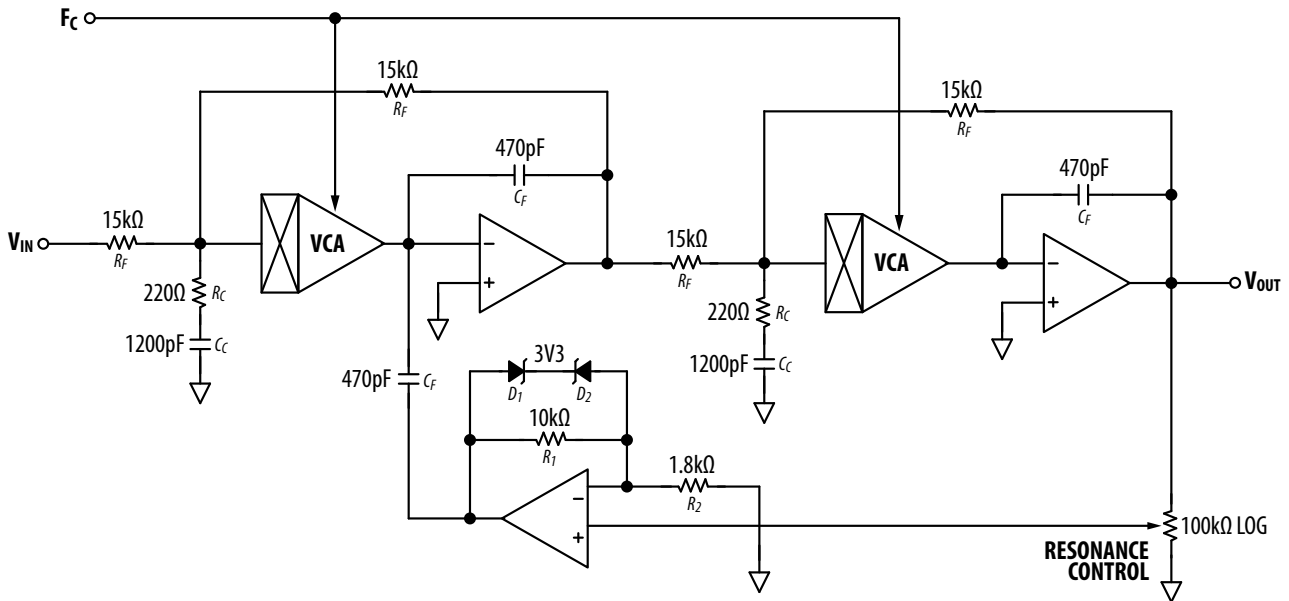 FC
15kΩ
RF
15kΩ
RF
470pF
CF
470pF
CF
VIN
15kΩ
RF
VCA
−
+
15kΩ
RF
VCA
−
+
VOUT
220Ω
RC
1200pF
CC
220Ω
RC
1200pF
CC
470pF
CF
3V3
D1
D2
10kΩ
R1
1.8kΩ
R2
−
+
100kΩ LOG
RESONANCE
CONTROL